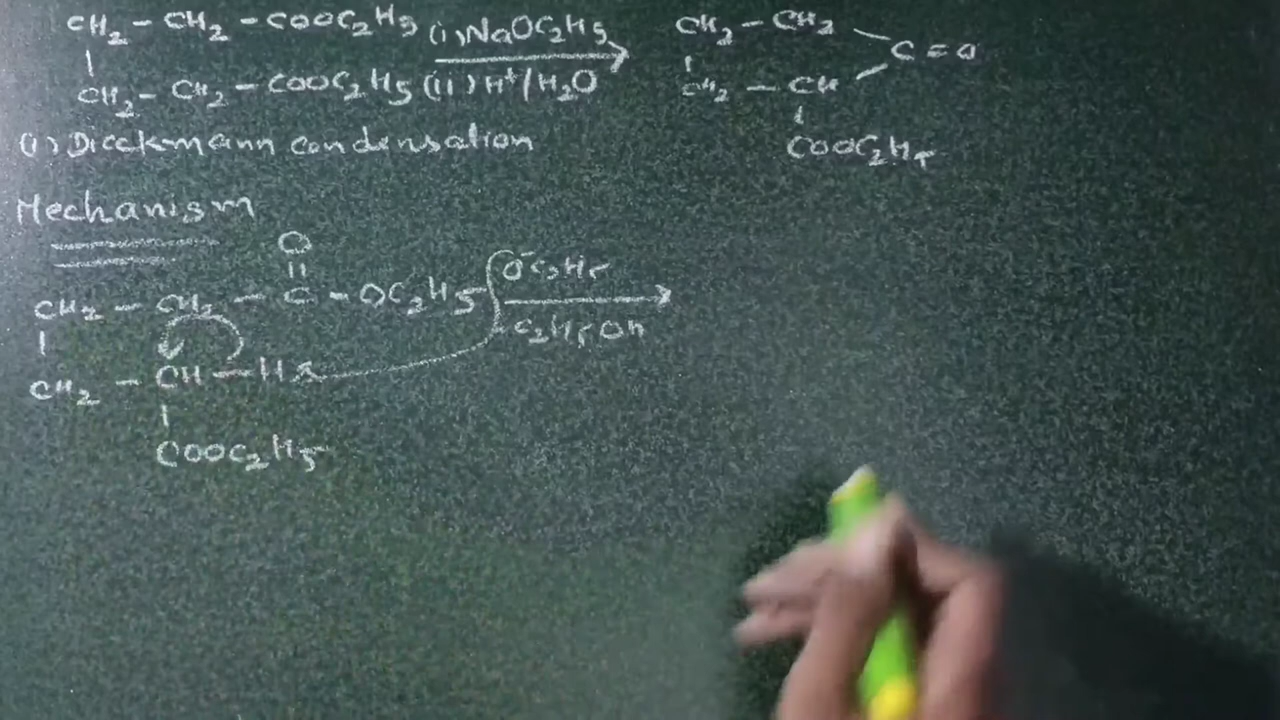 CH₂ – CH₂ – COOC₂H₅ (i) NaOC₂H₅ CH₂ – CH₂
| | C = O
CH₂ – CH₂ – COOC₂H₅ (ii) H⁺/H₂O CH₂ – CH
|
(i) Dieckmann condensation COOC₂H₅
Mechanism
O
|| O⁻C₂H₅
CH₂ – CH₂ – C – OC₂H₅
| C₂H₅OH
CH₂ – CH – H
|
COOC₂H₅